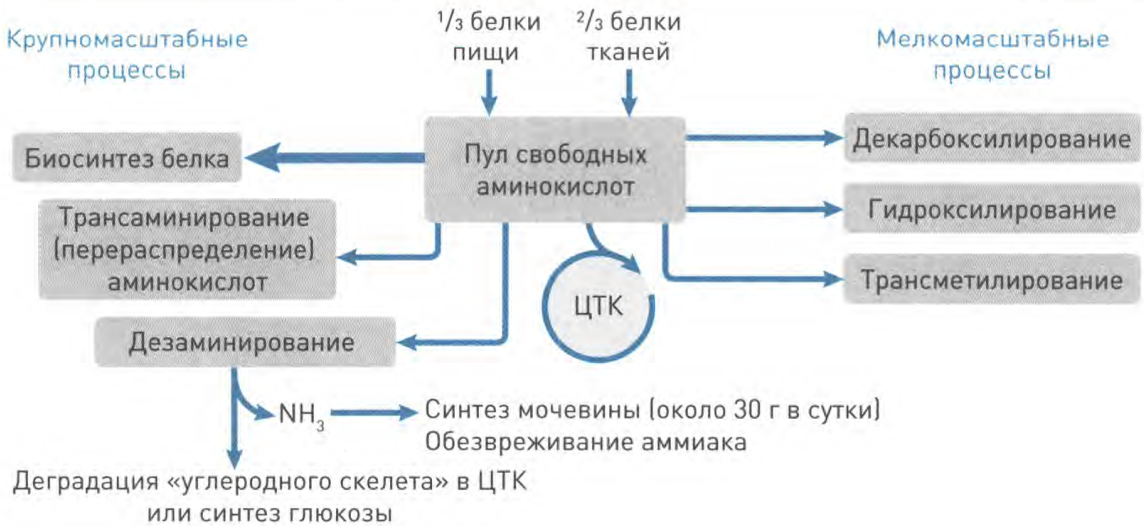 Крупномасштабные
процессы
¹/₃ белки
пищи
²/₃ белки
тканей
Мелкомасштабные
процессы
Биосинтез белка
Пул свободных
аминокислот
Декарбоксилирование
Трансаминирование
(перераспределение)
аминокислот
Гидроксилирование
Трансметилирование
ЦТК
Дезаминирование
NH₃
Синтез мочевины (около 30 г в сутки)
Обезвреживание аммиака
Деградация «углеродного скелета» в ЦТК
или синтез глюкозы